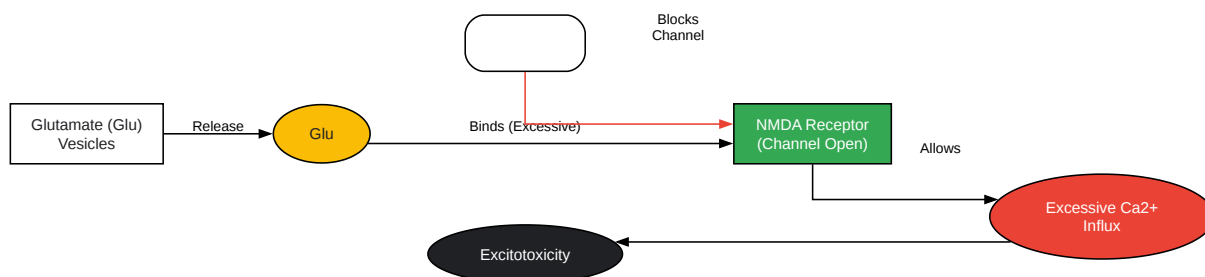 Blocks
Channel
Glutamate (Glu)
Vesicles
Release
Glu
Binds (Excessive)
NMDA Receptor
(Channel Open)
Allows
Excessive Ca2+
Influx
Excitotoxicity